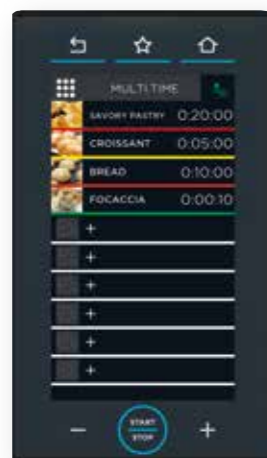 MULTI TIME
SAVORY PASTRY 0:20:00
CROISSANT 0:05:00
BREAD 0:10:00
FOCACCIA 0:00:10
+
+
+
+
+
+
- START STOP +